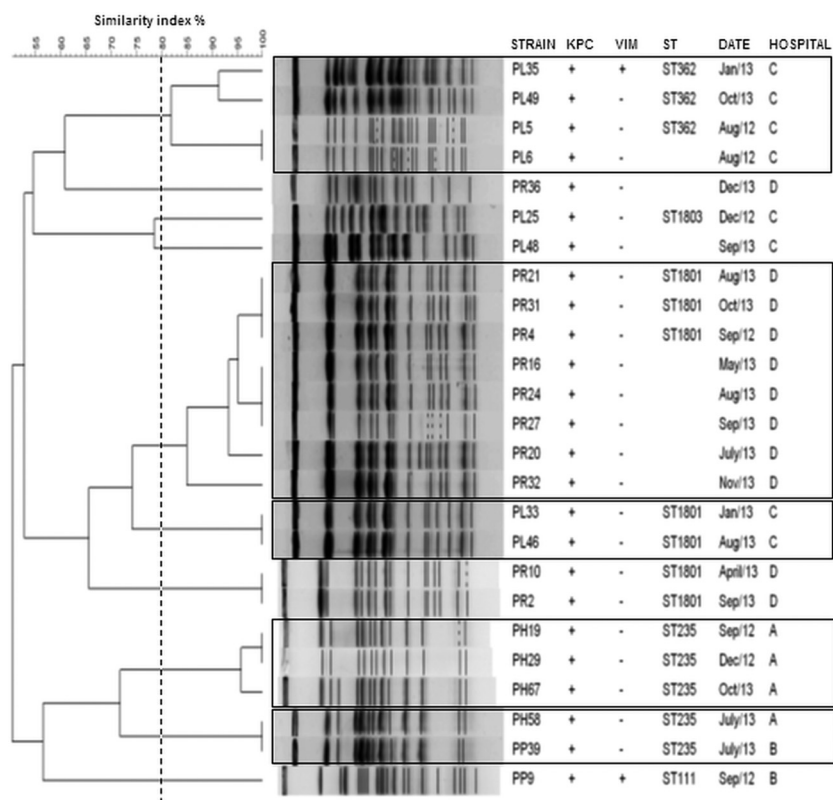 Similarity index %
55 60 65 70 75 80 85 90 95 100
STRAIN KPC VIM ST DATE HOSPITAL
PL35 + + ST362 Jan/13 C
PL49 + - ST362 Oct/13 C
PL5 + - ST362 Aug/12 C
PL6 + - Aug/12 C
PR36 + - Dec/13 D
PL25 + - ST1803 Dec/12 C
PL48 + - Sep/13 C
PR21 + - ST1801 Aug/13 D
PR31 + - ST1801 Oct/13 D
PR4 + - ST1801 Sep/12 D
PR16 + - May/13 D
PR24 + - Aug/13 D
PR27 + - Sep/13 D
PR20 + - July/13 D
PR32 + - Nov/13 D
PL33 + - ST1801 Jan/13 C
PL46 + - ST1801 Aug/13 C
PR10 + - ST1801 April/13 D
PR2 + - ST1801 Sep/13 D
PH19 + - ST235 Sep/12 A
PH29 + - ST235 Dec/12 A
PH67 + - ST235 Oct/13 A
PH58 + - ST235 July/13 A
PP39 + - ST235 July/13 B
PP9 + + ST111 Sep/12 B